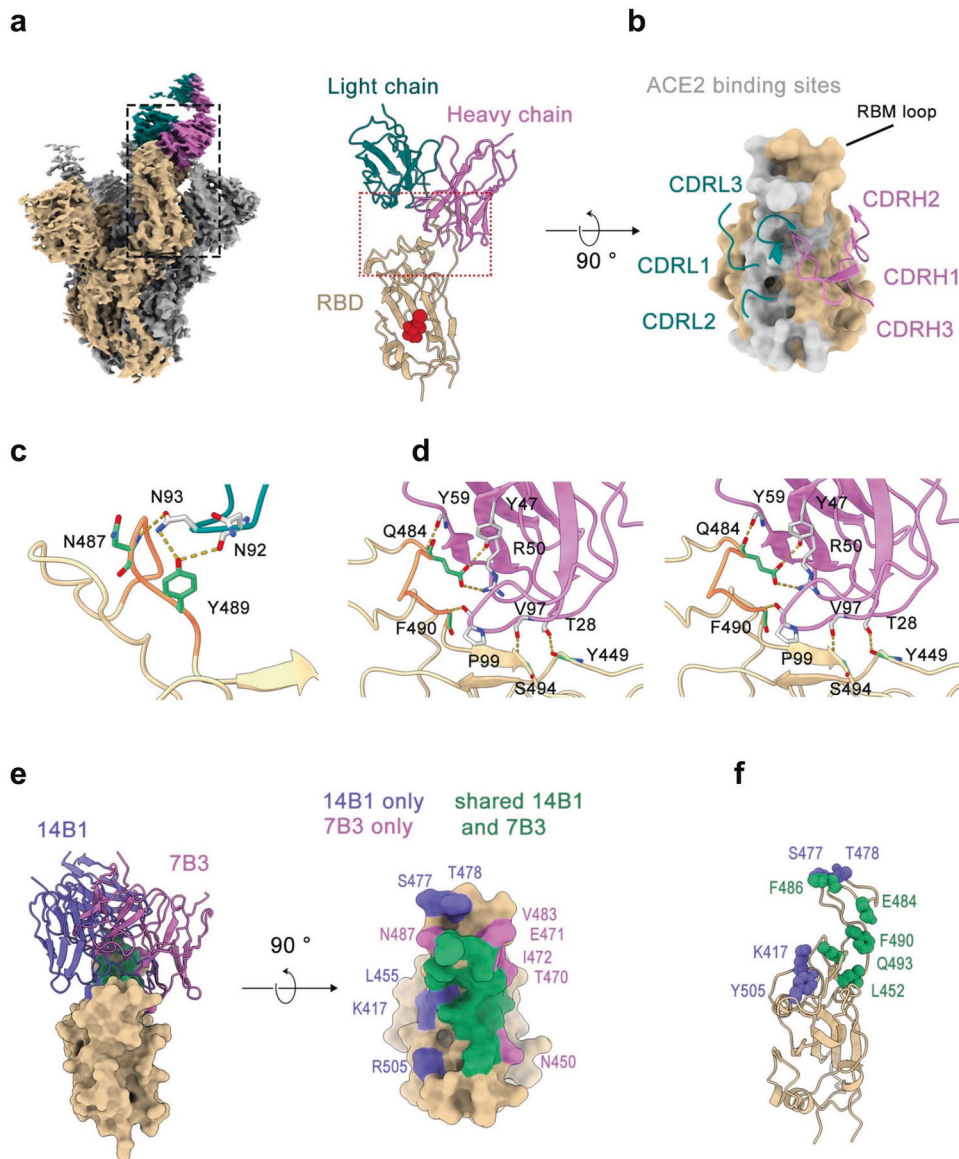 a
Light chain
Heavy chain
RBD
90 °
b
ACE2 binding sites
RBM loop
CDRL3
CDRH2
CDRL1
CDRH1
CDRL2
CDRH3
c
N93
N487
N92
Y489
d
Y59
Y47
Q484
R50
V97
T28
F490
P99
Y449
S494
Y59
Y47
Q484
R50
V97
T28
F490
P99
Y449
S494
e
14B1
7B3
90 °
14B1 only
7B3 only
shared 14B1
and 7B3
S477
T478
V483
N487
E471
I472
L455
T470
K417
R505
N450
f
S477
T478
F486
E484
F490
K417
Q493
Y505
L452